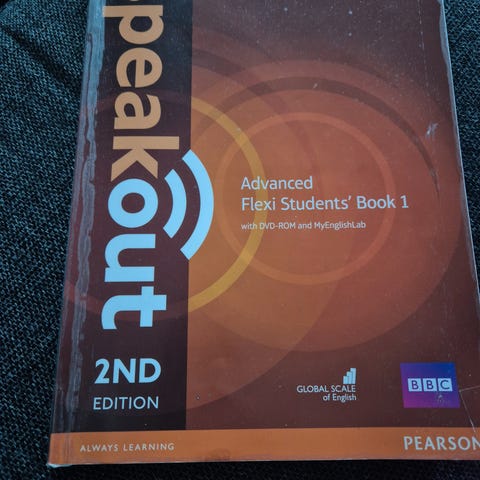 speakout
2ND
EDITION
Advanced
Flexi Students' Book 1
with DVD-ROM and MyEnglishLab
GLOBAL SCALE
of English
BBC
ALWAYS LEARNING
PEARSON